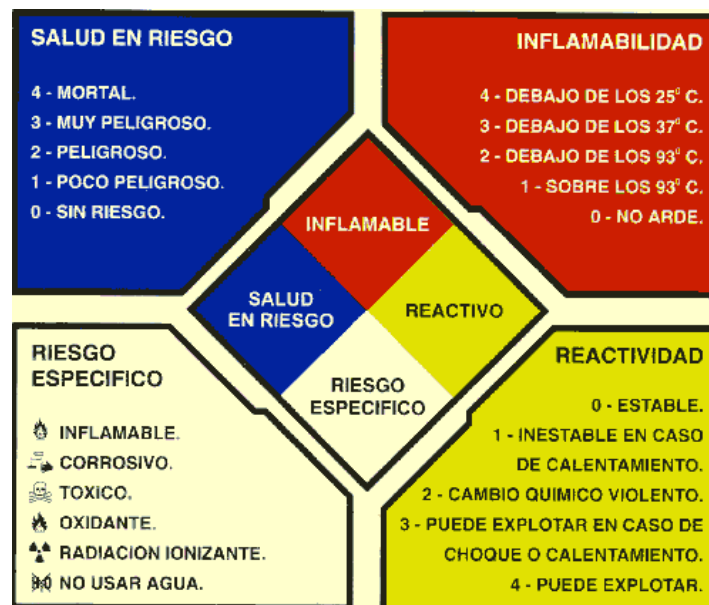 SALUD EN RIESGO
4 - MORTAL.
3 - MUY PELIGROSO.
2 - PELIGROSO.
1 - POCO PELIGROSO.
0 - SIN RIESGO.
INFLAMABILIDAD
4 - DEBAJO DE LOS 25° C.
3 - DEBAJO DE LOS 37° C.
2 - DEBAJO DE LOS 93° C.
1 - SOBRE LOS 93° C.
0 - NO ARDE.
INFLAMABLE
SALUD
EN RIESGO
REACTIVO
RIESGO
ESPECIFICO
RIESGO
ESPECIFICO
INFLAMABLE.
CORROSIVO.
TOXICO.
OXIDANTE.
RADIACION IONIZANTE.
NO USAR AGUA.
REACTIVIDAD
0 - ESTABLE.
1 - INESTABLE EN CASO
DE CALENTAMIENTO.
2 - CAMBIO QUIMICO VIOLENTO.
3 - PUEDE EXPLOTAR EN CASO DE
CHOQUE O CALENTAMIENTO.
4 - PUEDE EXPLOTAR.